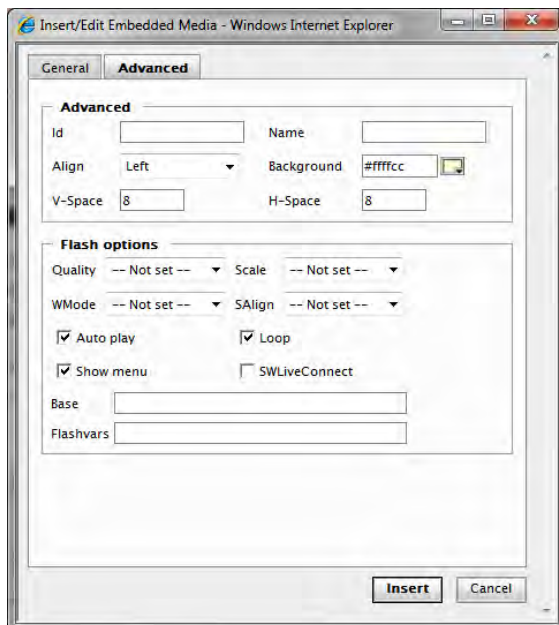 Insert/Edit Embedded Media - Windows Internet Explorer
General Advanced
Advanced
Id Name
Align Left Background #ffffcc
V-Space 8 H-Space 8
Flash options
Quality -- Not set -- Scale -- Not set --
WMode -- Not set -- SAlign -- Not set --
Auto play Loop
Show menu SWLiveConnect
Base
Flashvars
Insert Cancel